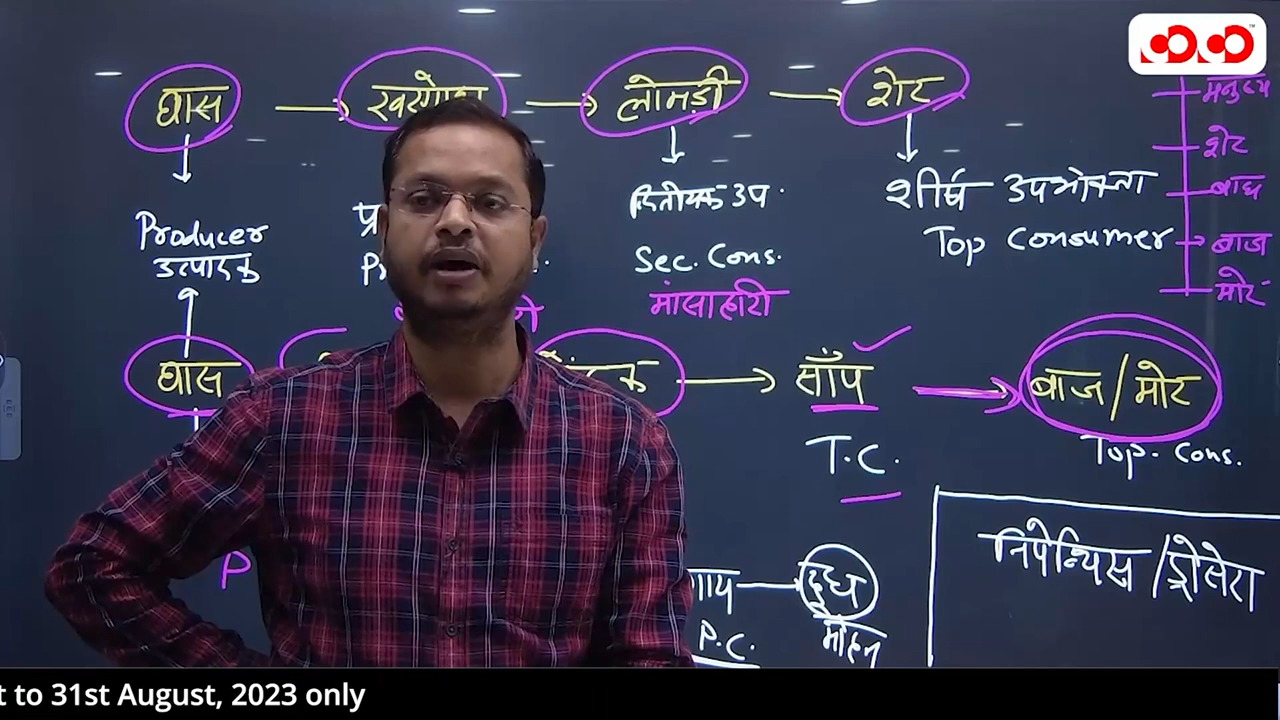 घास → खरगोश → लोमड़ी → शेर
मनुष्य
शेर
बाघ
बाज
मोर
Producer
उत्पादक
द्वितीयक उप.
Sec. Cons.
मांसाहारी
शीर्ष उपभोक्ता
Top Consumer
घास → साँप → बाज/मोर
T.C.
Top. Cons.
P
गाय दूध
P.C. मोहन
निपेन्थिस/ड्रोसेरा
t to 31st August, 2023 only